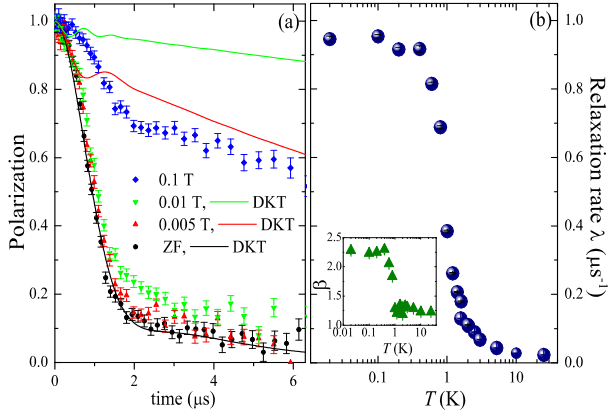 (a)
(b)
Polarization
1.0
0.8
0.6
0.4
0.2
0.0
0
2
4
6
time (μs)
0.1 T
0.01 T, DKT
0.005 T, DKT
ZF, DKT
2.5
2.0
1.5
1.0
β
0.01
0.1
1
10
T (K)
0.1
1
10
T (K)
1.0
0.8
0.6
0.4
0.2
0.0
Relaxation rate λ (μs⁻¹)